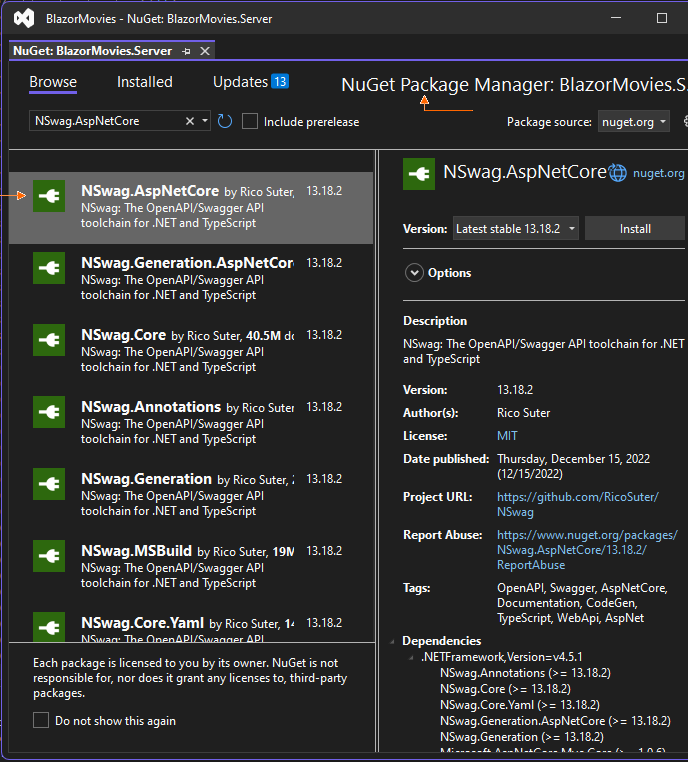 BlazorMovies - NuGet: BlazorMovies.Server
NuGet: BlazorMovies.Server
Browse Installed Updates 13
NuGet Package Manager: BlazorMovies.S
NSwag.AspNetCore
Include prerelease
Package source: nuget.org
NSwag.AspNetCore by Rico Suter, 13.18.2
NSwag: The OpenAPI/Swagger API
toolchain for .NET and TypeScript
NSwag.Generation.AspNetCor 13.18.2
NSwag: The OpenAPI/Swagger API
toolchain for .NET and TypeScript
NSwag.Core by Rico Suter, 40.5M do 13.18.2
NSwag: The OpenAPI/Swagger API
toolchain for .NET and TypeScript
NSwag.Annotations by Rico Suter 13.18.2
NSwag: The OpenAPI/Swagger API
toolchain for .NET and TypeScript
NSwag.Generation by Rico Suter, 13.18.2
NSwag: The OpenAPI/Swagger API
toolchain for .NET and TypeScript
NSwag.MSBuild by Rico Suter, 19M 13.18.2
NSwag: The OpenAPI/Swagger API
toolchain for .NET and TypeScript
NSwag.Core.Yaml by Rico Suter, 14 13.18.2
NSwag: The OpenAPI/Swagger API
Each package is licensed to you by its owner. NuGet is not
responsible for, nor does it grant any licenses to, third-party
packages.
Do not show this again
NSwag.AspNetCore nuget.org
Version: Latest stable 13.18.2 Install
Options
Description
NSwag: The OpenAPI/Swagger API toolchain for .NET
and TypeScript
Version: 13.18.2
Author(s): Rico Suter
License: MIT
Date published: Thursday, December 15, 2022
(12/15/2022)
Project URL: https://github.com/RicoSuter/
NSwag
Report Abuse: https://www.nuget.org/packages/
NSwag.AspNetCore/13.18.2/
ReportAbuse
Tags: OpenAPI, Swagger, AspNetCore,
Documentation, CodeGen,
TypeScript, WebApi, AspNet
Dependencies
.NETFramework,Version=v4.5.1
NSwag.Annotations (>= 13.18.2)
NSwag.Core (>= 13.18.2)
NSwag.Core.Yaml (>= 13.18.2)
NSwag.Generation.AspNetCore (>= 13.18.2)
NSwag.Generation (>= 13.18.2)